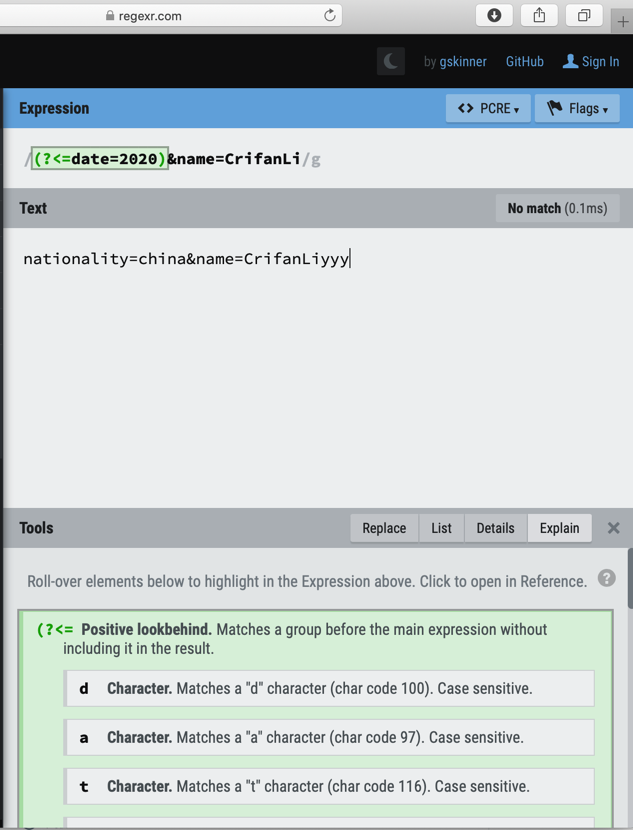 regexr.com
by gskinner GitHub Sign In
Expression <> PCRE ▾ Flags ▾
/(?<=date=2020)&name=CrifanLi/g
Text No match (0.1ms)
nationality=china&name=CrifanLiyyy
Tools Replace List Details Explain ×
Roll-over elements below to highlight in the Expression above. Click to open in Reference. ?
(?<= Positive lookbehind. Matches a group before the main expression without
including it in the result.
d Character. Matches a "d" character (char code 100). Case sensitive.
a Character. Matches a "a" character (char code 97). Case sensitive.
t Character. Matches a "t" character (char code 116). Case sensitive.